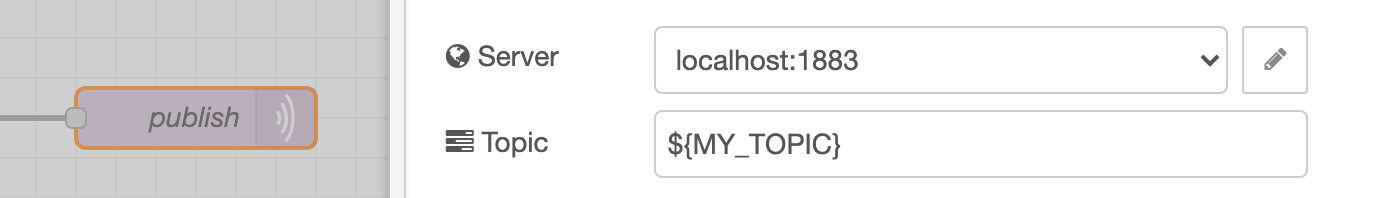 publish
Server
localhost:1883
Topic
${MY_TOPIC}